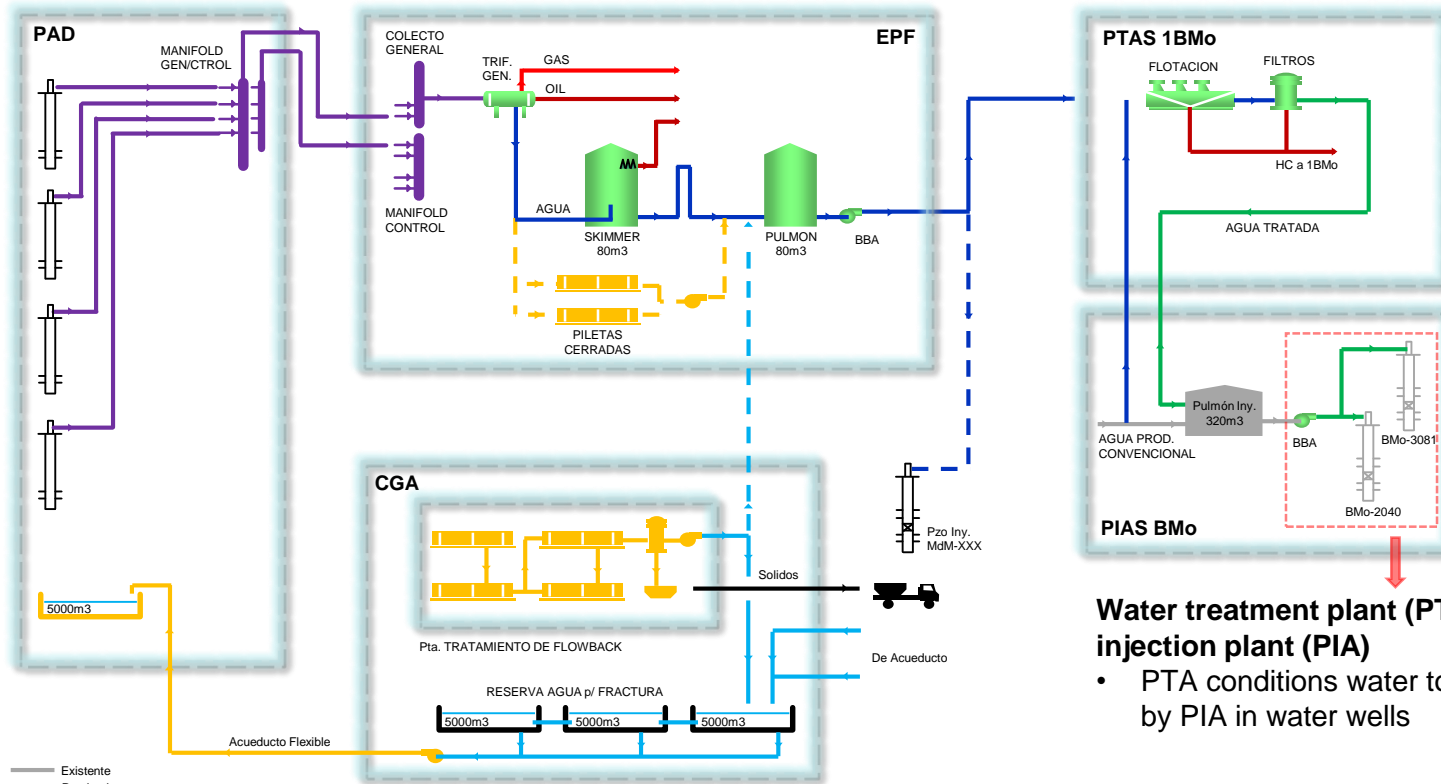 PAD
MANIFOLD
GEN/CTROL
5000m3
COLECTO
GENERAL
EPF
TRIF.
GEN.
GAS
OIL
MANIFOLD
CONTROL
AGUA
SKIMMER
80m3
PULMON
80m3
BBA
PILETAS
CERRADAS
PTAS 1BMo
FLOTACION
FILTROS
HC a 1BMo
AGUA TRATADA
Pulmón Iny.
320m3
AGUA PROD.
CONVENCIONAL
BBA
BMo-3081
BMo-2040
PIAS BMo
CGA
Pta. TRATAMIENTO DE FLOWBACK
Solidos
Pzo Iny.
MdM-XXX
De Acueducto
RESERVA AGUA p/ FRACTURA
5000m3
5000m3
5000m3
Acueducto Flexible
Existente
Water treatment plant (PT
injection plant (PIA)
• PTA conditions water to
by PIA in water wells